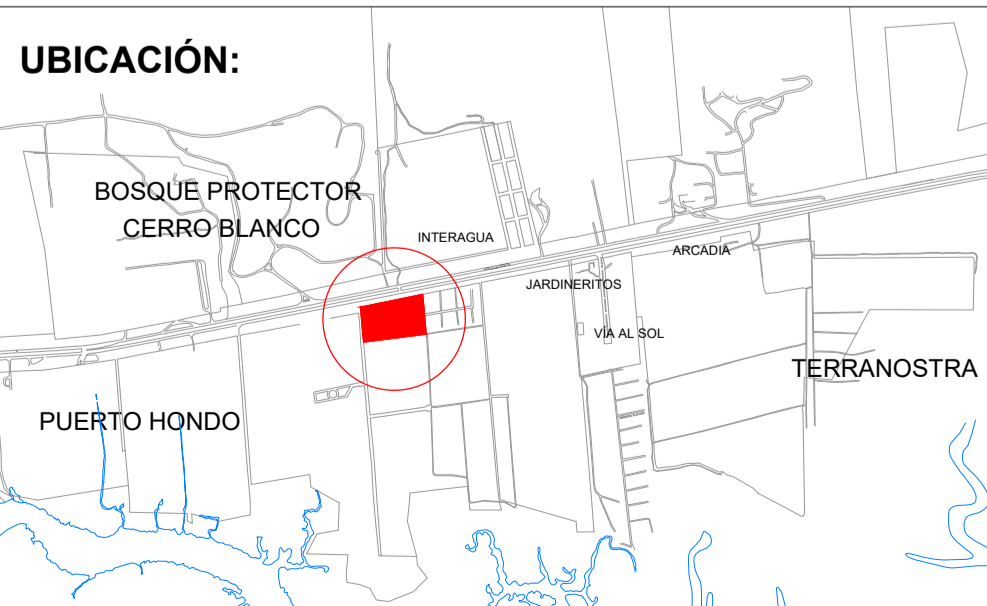 UBICACIÓN:
BOSQUE PROTECTOR
CERRO BLANCO
INTERAGUA
ARCADIA
JARDINERITOS
VÍA AL SOL
TERRANOSTRA
PUERTO HONDO